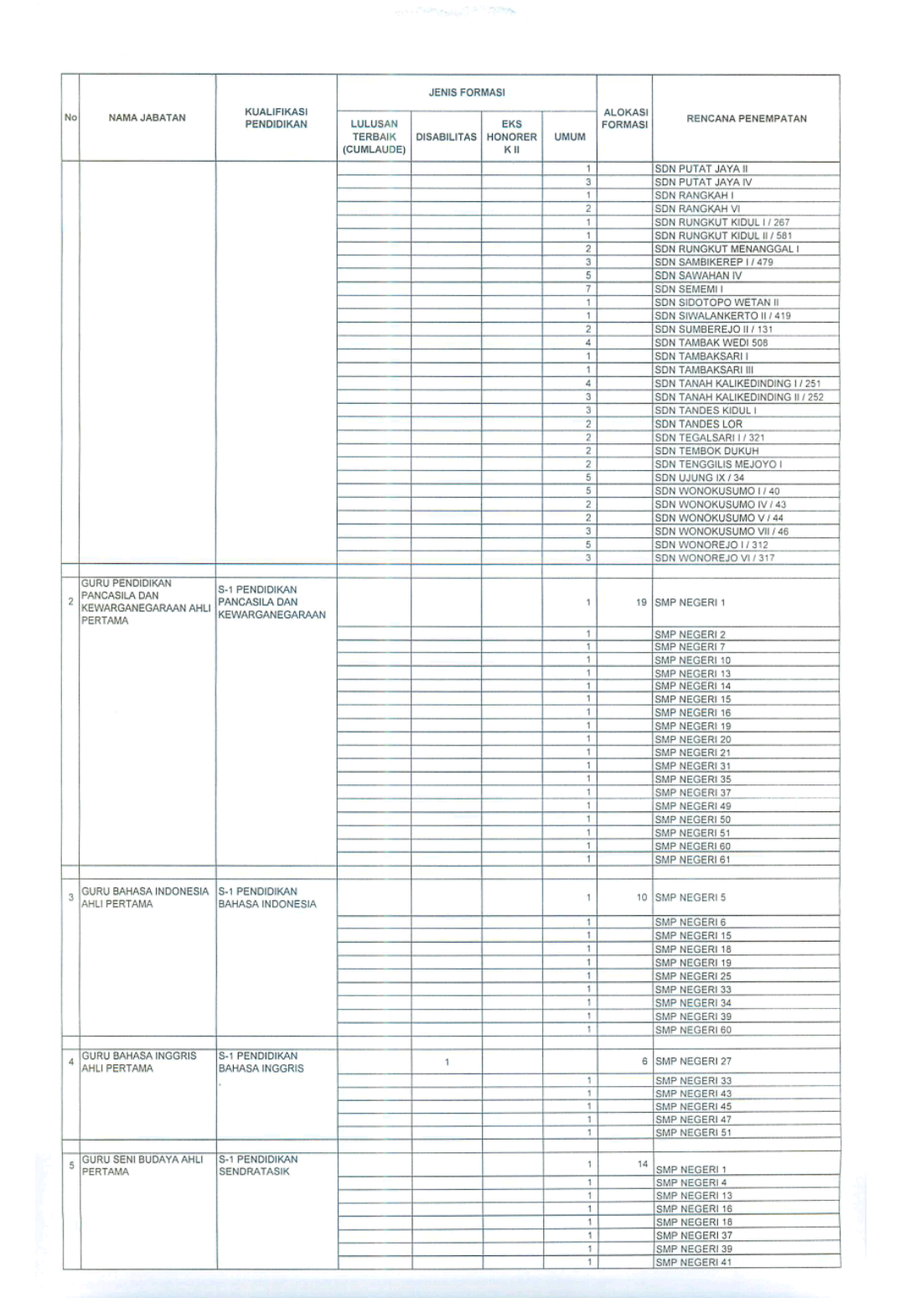 JENIS FORMASI
No NAMA JABATAN KUALIFIKASI PENDIDIKAN LULUSAN TERBAIK (CUMLAUDE) DISABILITAS EKS HONORER K II UMUM ALOKASI FORMASI RENCANA PENEMPATAN
1 SDN PUTAT JAYA II
3 SDN PUTAT JAYA IV
1 SDN RANGKAH I
2 SDN RANGKAH VI
1 SDN RUNGKUT KIDUL I / 267
1 SDN RUNGKUT KIDUL II / 581
2 SDN RUNGKUT MENANGGAL I
3 SDN SAMBIKEREP I / 479
5 SDN SAWAHAN IV
7 SDN SEMEMI I
1 SDN SIDOTOPO WETAN II
1 SDN SIWALANKERTO II / 419
2 SDN SUMBEREJO II / 131
4 SDN TAMBAK WEDI 508
1 SDN TAMBAKSARI I
1 SDN TAMBAKSARI III
4 SDN TANAH KALIKEDINDING I / 251
3 SDN TANAH KALIKEDINDING II / 252
3 SDN TANDES KIDUL I
2 SDN TANDES LOR
2 SDN TEGALSARI I / 321
2 SDN TEMBOK DUKUH
2 SDN TENGGILIS MEJOYO I
5 SDN UJUNG IX / 34
5 SDN WONOKUSUMO I / 40
2 SDN WONOKUSUMO IV / 43
2 SDN WONOKUSUMO V / 44
3 SDN WONOKUSUMO VII / 46
5 SDN WONOREJO I / 312
3 SDN WONOREJO VI / 317
2 GURU PENDIDIKAN PANCASILA DAN KEWARGANEGARAAN AHLI PERTAMA S-1 PENDIDIKAN PANCASILA DAN KEWARGANEGARAAN 1 19 SMP NEGERI 1
1 SMP NEGERI 2
1 SMP NEGERI 7
1 SMP NEGERI 10
1 SMP NEGERI 13
1 SMP NEGERI 14
1 SMP NEGERI 15
1 SMP NEGERI 16
1 SMP NEGERI 19
1 SMP NEGERI 20
1 SMP NEGERI 21
1 SMP NEGERI 31
1 SMP NEGERI 35
1 SMP NEGERI 37
1 SMP NEGERI 49
1 SMP NEGERI 50
1 SMP NEGERI 51
1 SMP NEGERI 60
1 SMP NEGERI 61
3 GURU BAHASA INDONESIA AHLI PERTAMA S-1 PENDIDIKAN BAHASA INDONESIA 1 10 SMP NEGERI 5
1 SMP NEGERI 6
1 SMP NEGERI 15
1 SMP NEGERI 18
1 SMP NEGERI 19
1 SMP NEGERI 25
1 SMP NEGERI 33
1 SMP NEGERI 34
1 SMP NEGERI 39
1 SMP NEGERI 60
4 GURU BAHASA INGGRIS AHLI PERTAMA S-1 PENDIDIKAN BAHASA INGGRIS 1 6 SMP NEGERI 27
1 SMP NEGERI 33
1 SMP NEGERI 43
1 SMP NEGERI 45
1 SMP NEGERI 47
1 SMP NEGERI 51
5 GURU SENI BUDAYA AHLI PERTAMA S-1 PENDIDIKAN SENDRATASIK 1 14 SMP NEGERI 1
1 SMP NEGERI 4
1 SMP NEGERI 13
1 SMP NEGERI 16
1 SMP NEGERI 18
1 SMP NEGERI 37
1 SMP NEGERI 39
1 SMP NEGERI 41